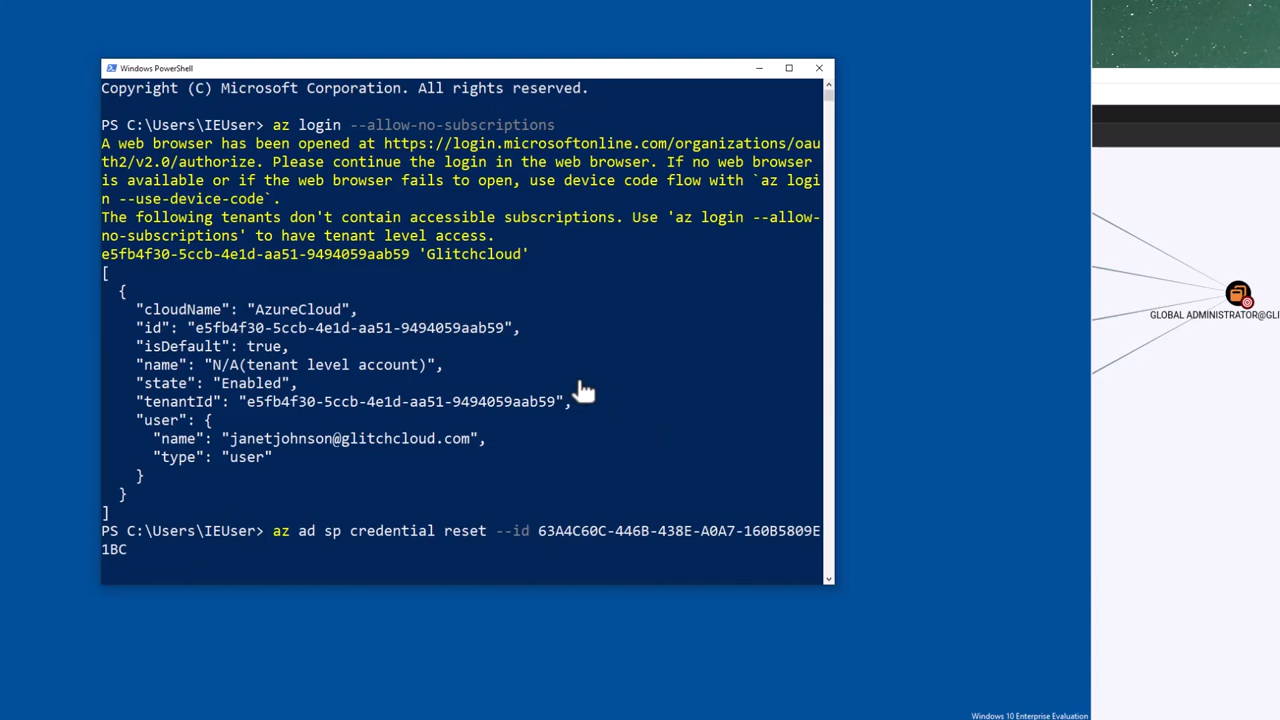 Windows PowerShell
Copyright (C) Microsoft Corporation. All rights reserved.
PS C:\Users\IEUser> az login --allow-no-subscriptions
A web browser has been opened at https://login.microsoftonline.com/organizations/oau
th2/v2.0/authorize. Please continue the login in the web browser. If no web browser
is available or if the web browser fails to open, use device code flow with `az logi
n --use-device-code`.
The following tenants don't contain accessible subscriptions. Use 'az login --allow-
no-subscriptions' to have tenant level access.
e5fb4f30-5ccb-4e1d-aa51-9494059aab59 'Glitchcloud'
[
  {
    "cloudName": "AzureCloud",
    "id": "e5fb4f30-5ccb-4e1d-aa51-9494059aab59",
    "isDefault": true,
    "name": "N/A(tenant level account)",
    "state": "Enabled",
    "tenantId": "e5fb4f30-5ccb-4e1d-aa51-9494059aab59",
    "user": {
      "name": "janetjohnson@glitchcloud.com",
      "type": "user"
    }
  }
]
PS C:\Users\IEUser> az ad sp credential reset --id 63A4C60C-446B-438E-A0A7-160B5809E
1BC
GLOBAL ADMINISTRATOR@GLI
Windows 10 Enterprise Evaluation